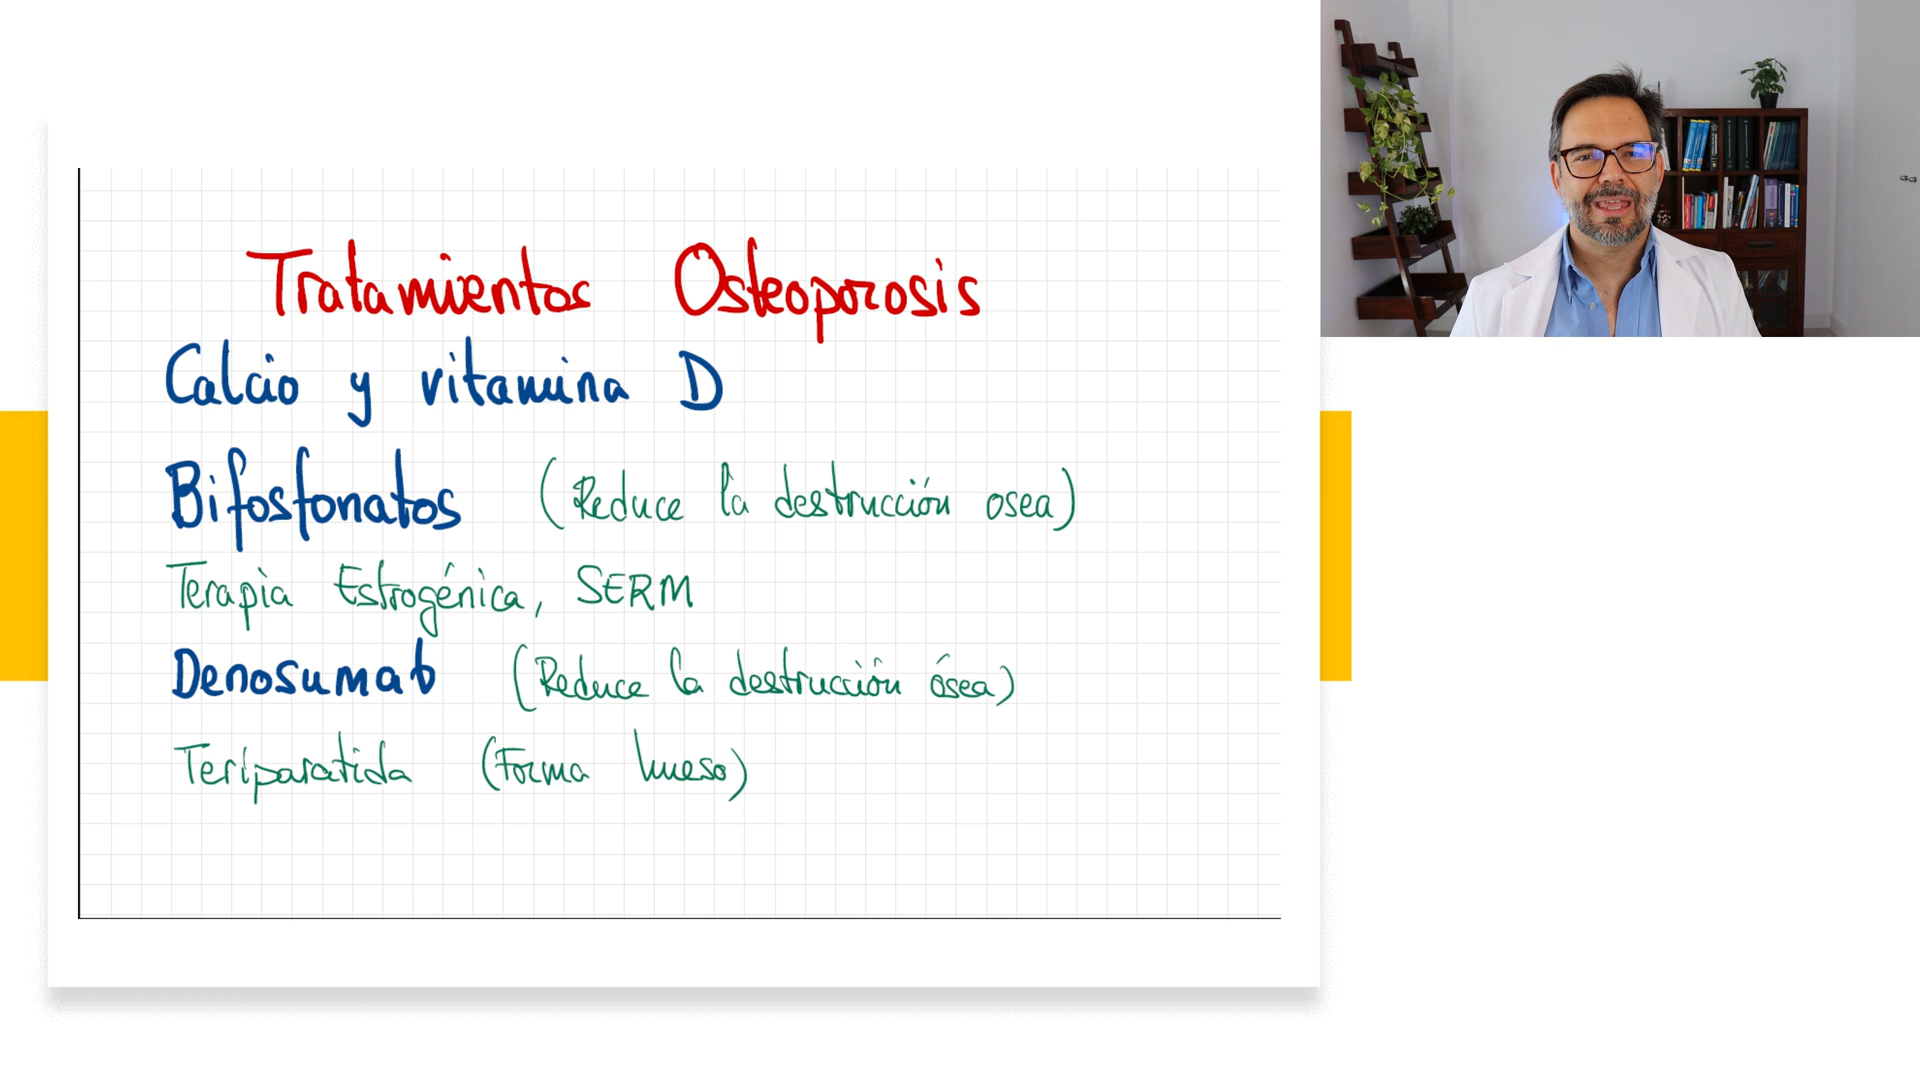 Tratamientos Osteoporosis
Calcio y vitamina D
Bifosfonatos (Reduce la destrucción osea)
Terapia Estrogénica, SERM
Denosumab (Reduce la destrucción ósea)
Teriparatida (Forma hueso)